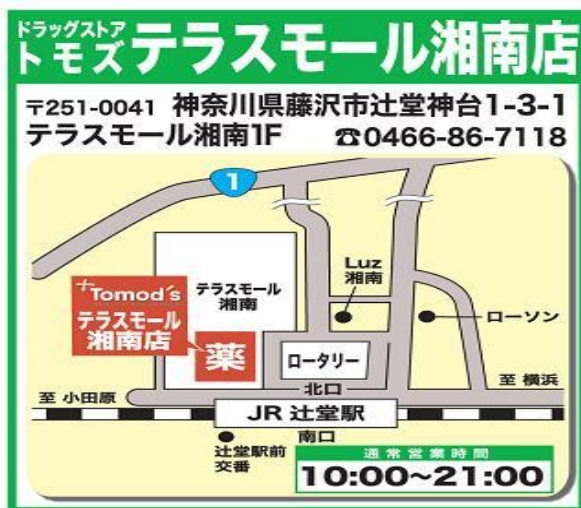 ドラッグストア
トモズ テラスモール湘南店
〒251-0041 神奈川県藤沢市辻堂神台1-3-1
テラスモール湘南1F ☎0466-86-7118
1
Luz
湘南
テラスモール
湘南
+Tomod's
テラスモール
湘南店
薬
ローソン
ロータリー
至 小田原
北口
至 横浜
JR 辻堂駅
南口
辻堂駅前
交番
通常営業時間
10:00~21:00